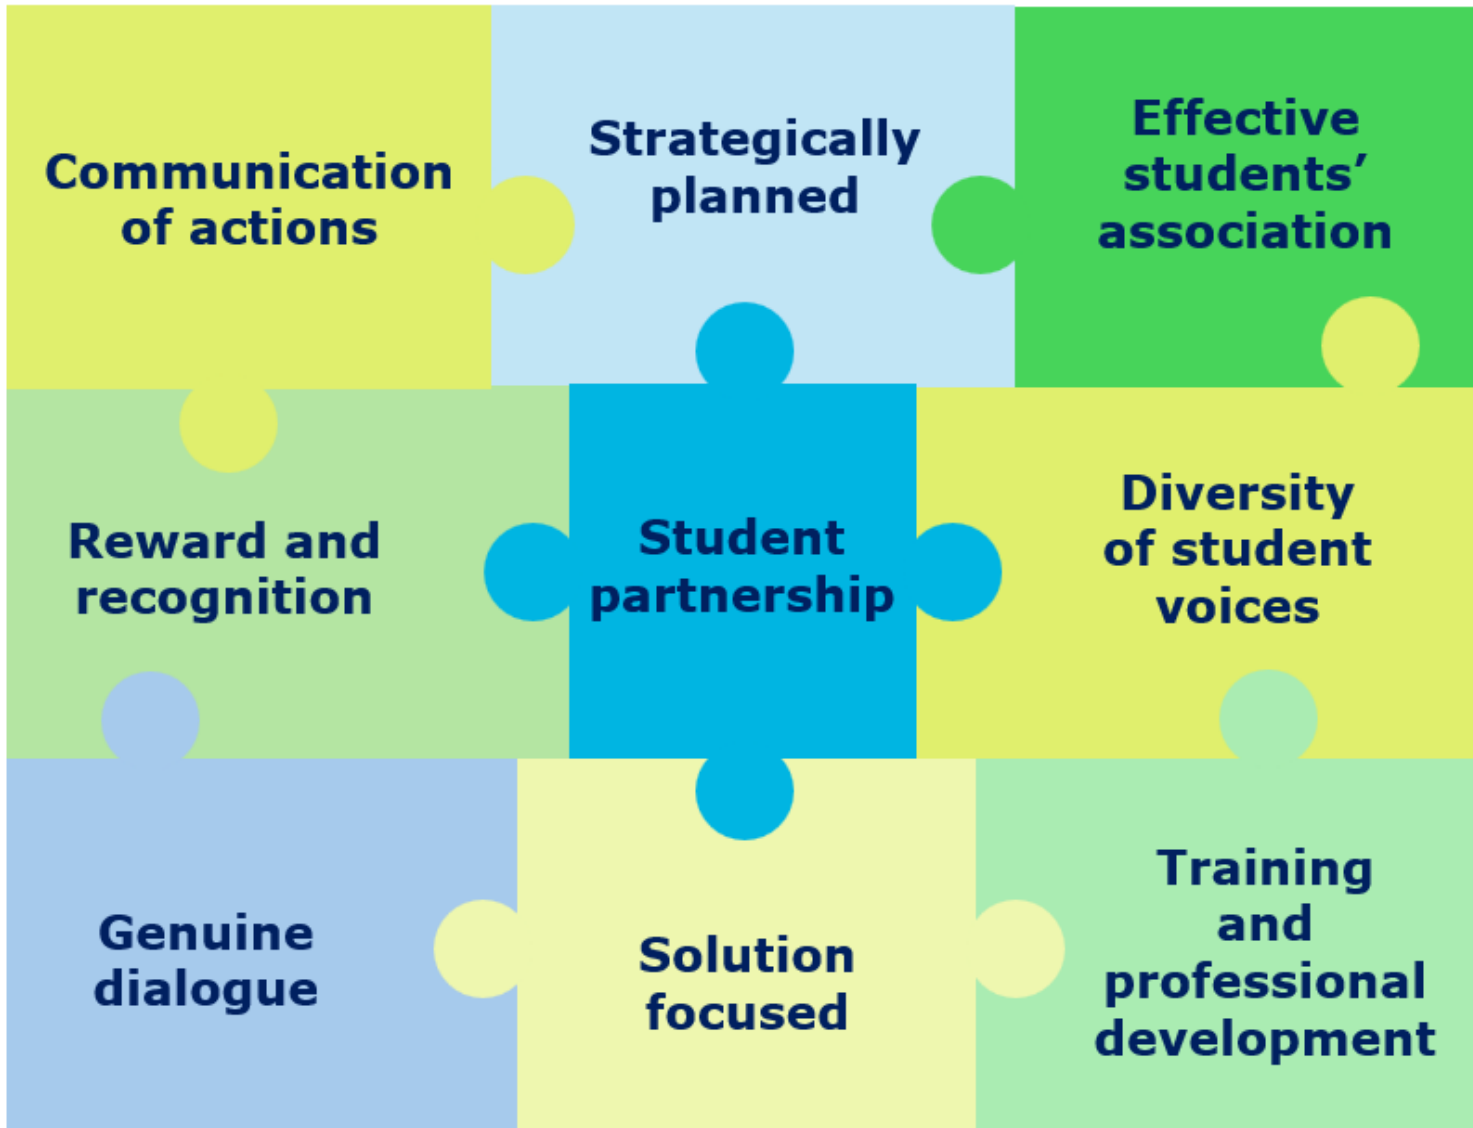 Communication
of actions
Strategically
planned
Effective
students’
association
Reward and
recognition
Student
partnership
Diversity
of student
voices
Genuine
dialogue
Solution
focused
Training
and
professional
development